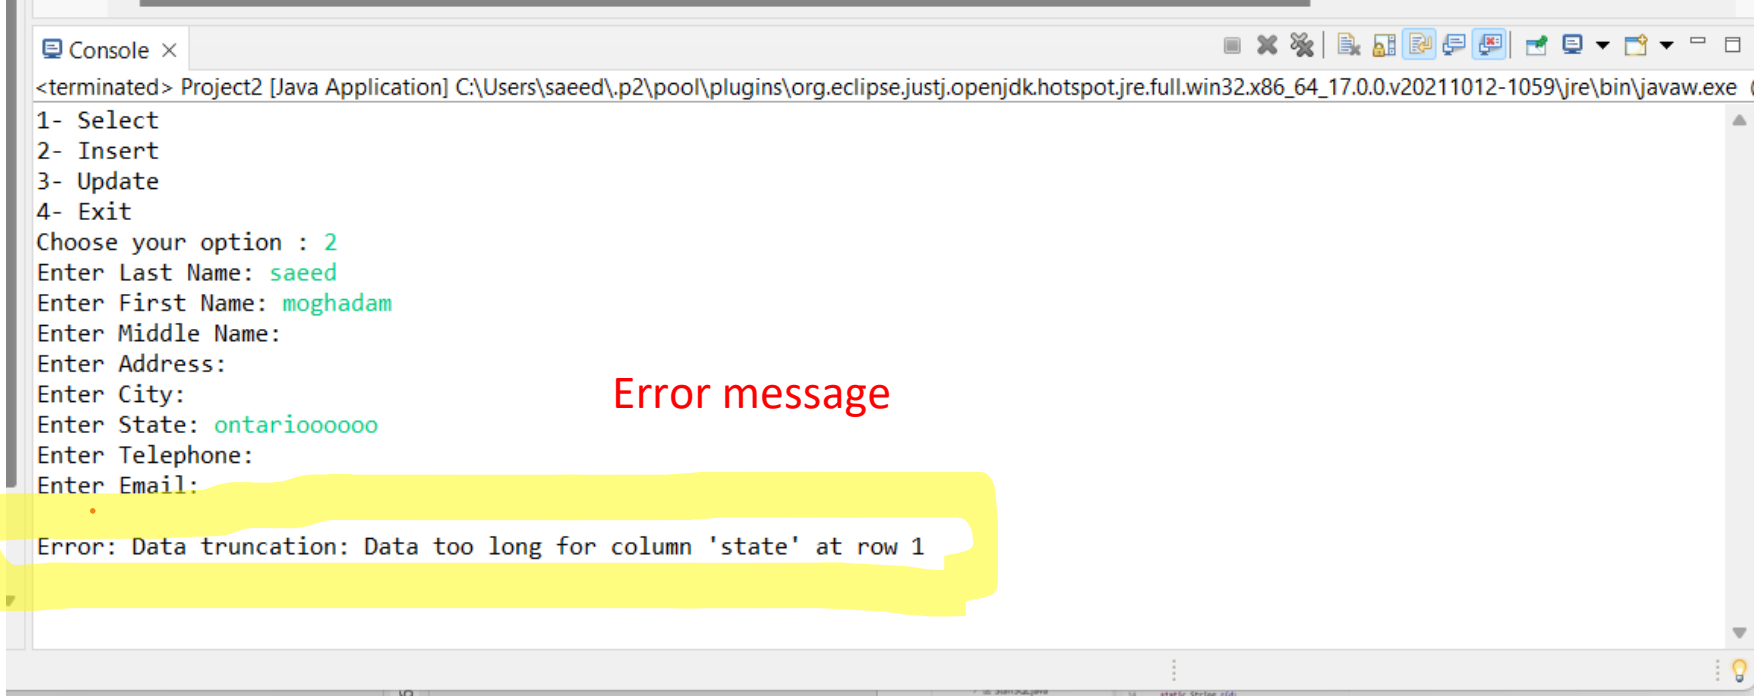 Console
<terminated> Project2 [Java Application] C:\Users\saeed\.p2\pool\plugins\org.eclipse.justj.openjdk.hotspot.jre.full.win32.x86_64_17.0.0.v20211012-1059\jre\bin\javaw.exe (
1- Select
2- Insert
3- Update
4- Exit
Choose your option : 2
Enter Last Name: saeed
Enter First Name: moghadam
Enter Middle Name:
Enter Address:
Enter City:
Error message
Enter State: ontarioooooo
Enter Telephone:
Enter Email:
Error: Data truncation: Data too long for column 'state' at row 1